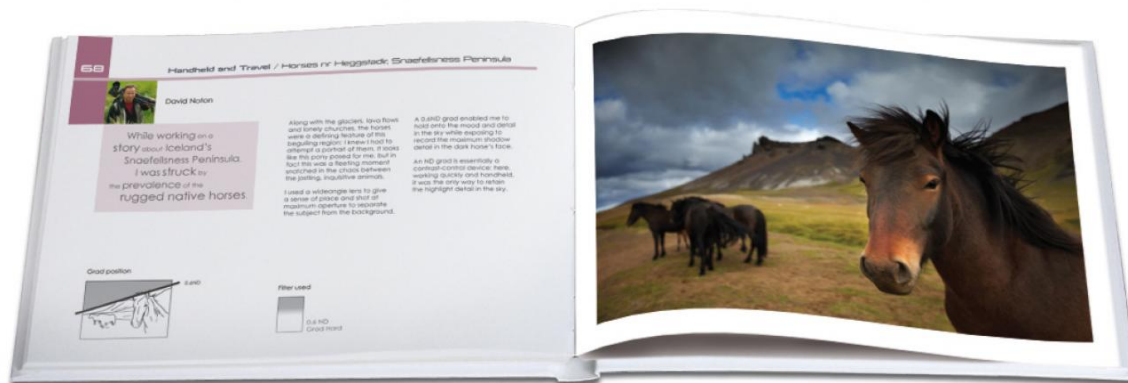 68
Handheld and Travel / Horses nr Heggstadir, Snaefellsness Peninsula
David Noton
While working on a
story about Iceland's
Snaefellsness Peninsula,
I was struck by
the prevalence of the
rugged native horses
Along with the glaciers, lava flows
and lonely churches, the horses
were a defining feature of this
beguiling region; I knew I had to
attempt a portrait of them. It looks
like this pony posed for me, but in
fact this was a fleeting moment
snatched in the chaos between
the jostling, inquisitive animals.
I used a wideangle lens to give
a sense of place and shot at
maximum aperture to separate
the subject from the background.
A 0.6ND grad enabled me to
hold onto the mood and detail
in the sky while exposing to
record the maximum shadow
detail in the dark horse's face.
An ND grad is essentially a
contrast-control device; here,
working quickly and handheld,
it was the only way to retain
the highlight detail in the sky.
Grad position
0.6ND
Filter used
0.6 ND
Grad Hard